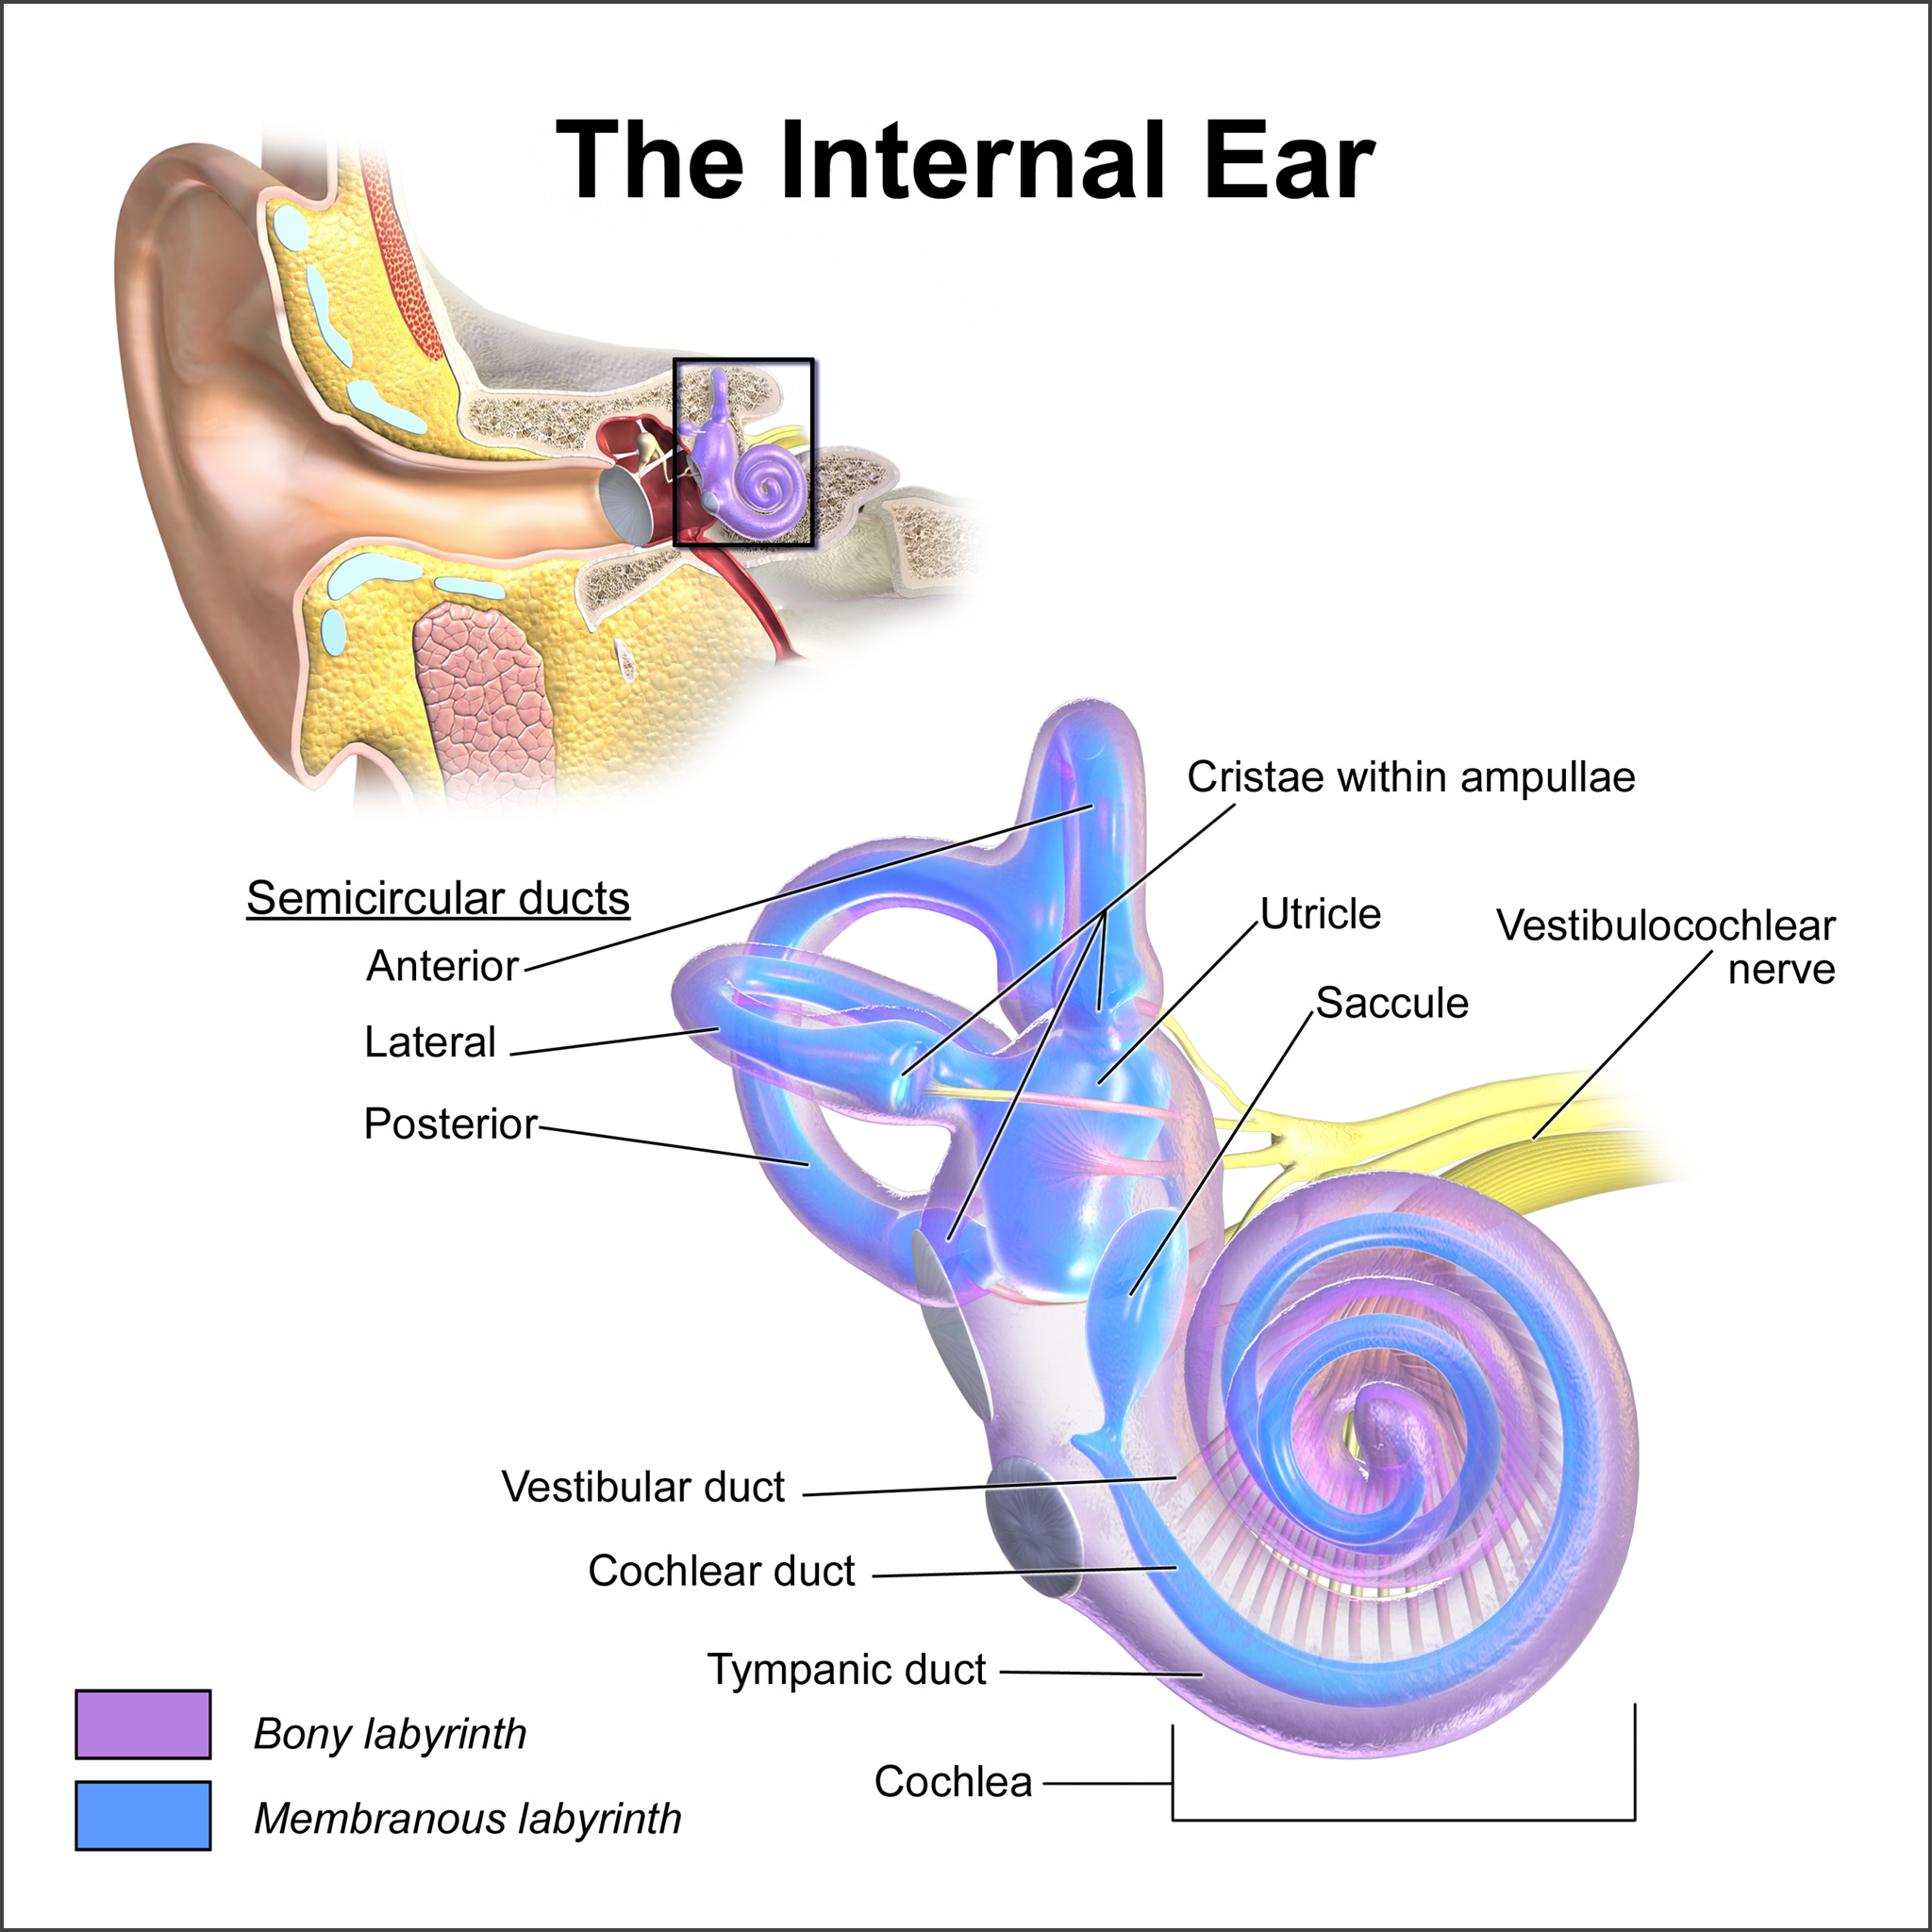 The Internal Ear
Cristae within ampullae
Semicircular ducts
Anterior
Lateral
Posterior
Utricle
Vestibulocochlear
nerve
Saccule
Vestibular duct
Cochlear duct
Tympanic duct
Cochlea
Bony labyrinth
Membranous labyrinth